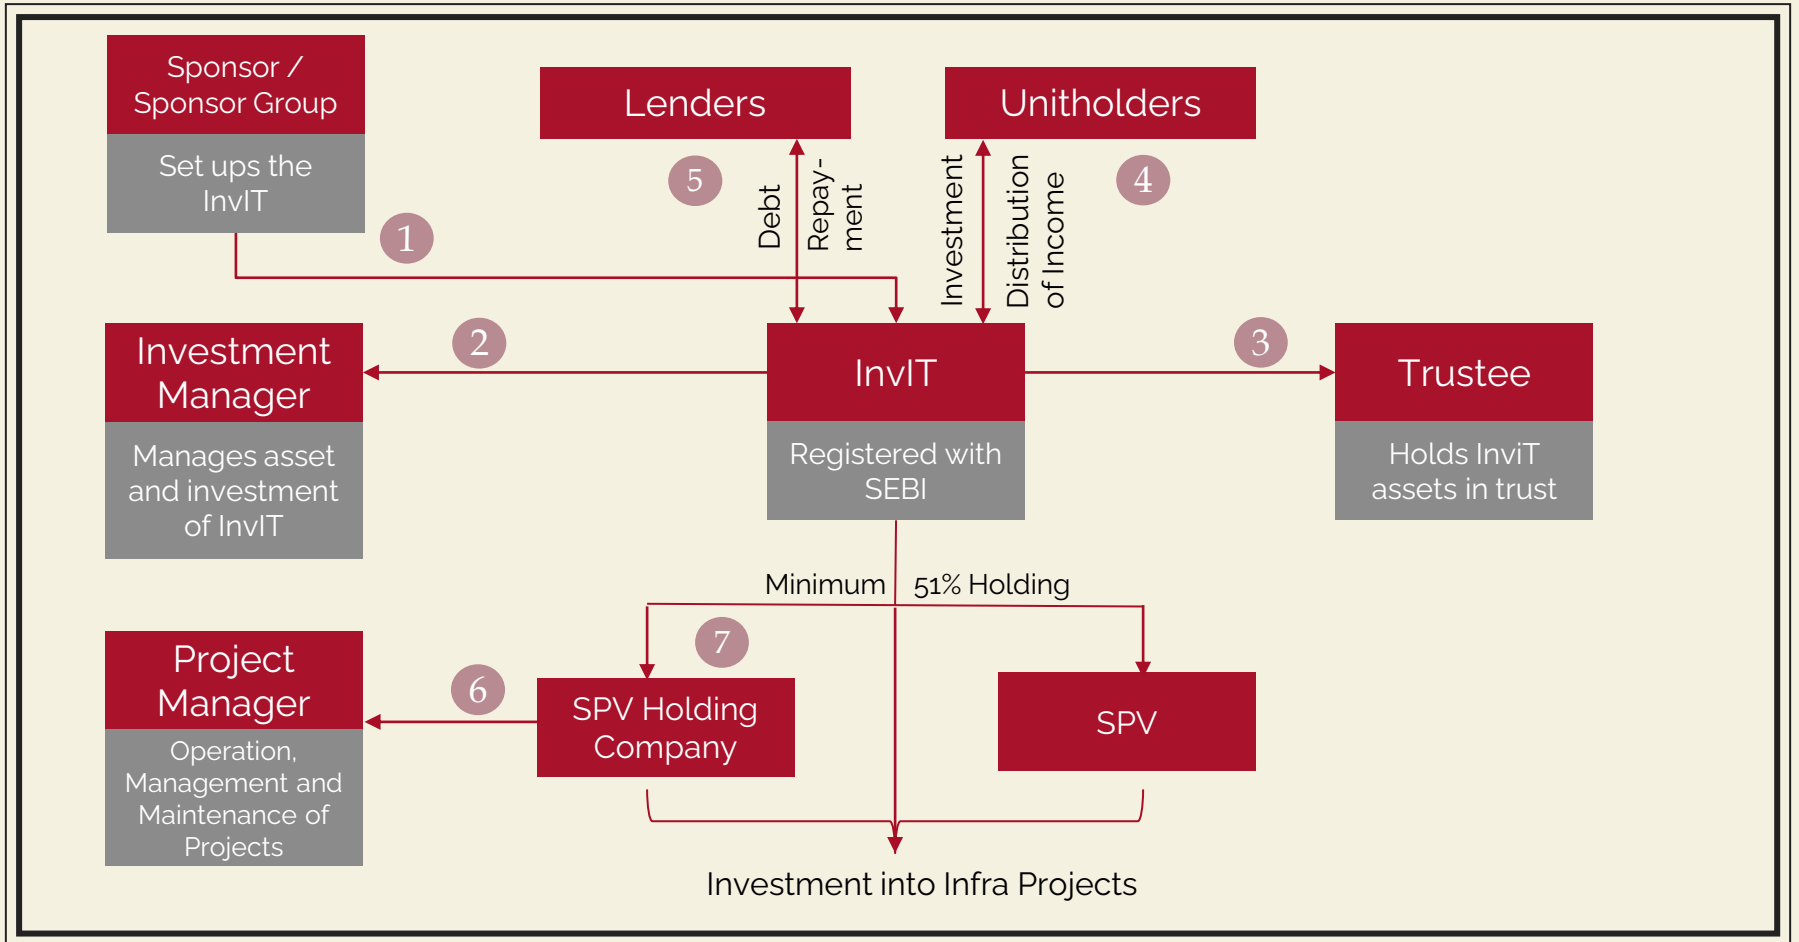 Sponsor /
Sponsor Group
Set ups the
InvIT
1
Lenders
5
Debt
Repay-
ment
Unitholders
4
Investment
Distribution
of Income
Investment
Manager
Manages asset
and investment
of InvIT
2
InvIT
Registered with
SEBI
3
Trustee
Holds InviT
assets in trust
Minimum 51% Holding
Project
Manager
Operation,
Management and
Maintenance of
Projects
6
7
SPV Holding
Company
SPV
Investment into Infra Projects